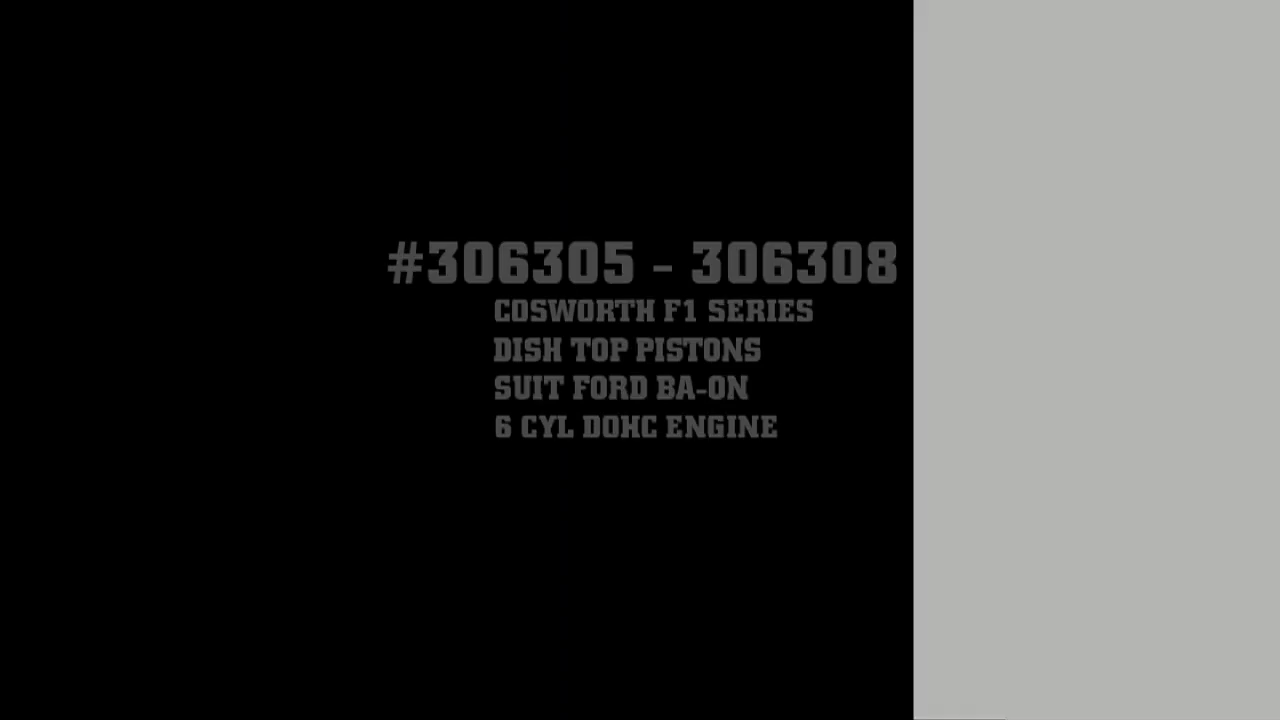 #306305 - 306308
COSWORTH F1 SERIES
DISH TOP PISTONS
SUIT FORD BA-ON
6 CYL DOHC ENGINE